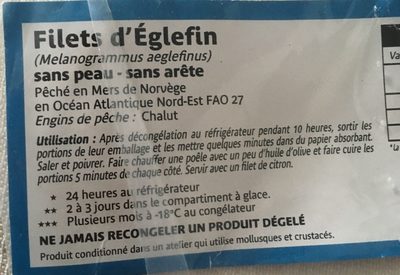 Filets d'Églefin
(Melanogrammus aeglefinus)
sans peau - sans arête
Pêché en Mers de Norvège
en Océan Atlantique Nord-Est FAO 27
Engins de pêche : Chalut
Utilisation : Après décongélation au réfrigérateur pendant 10 heures, sortir les
portions de leur emballage et les mettre quelques minutes dans du papier absorbant.
Saler et poivrer. Faire chauffer une poêle avec un peu d'huile d'olive et faire cuire les
portions 5 minutes de chaque côté. Servir avec un filet de citron.
★ 24 heures au réfrigérateur
★★ 2 à 3 jours dans le compartiment à glace.
★★★ Plusieurs mois à -18°C au congélateur
NE JAMAIS RECONGELER UN PRODUIT DÉGELÉ
Produit conditionné dans un atelier qui utilise mollusques et crustacés.